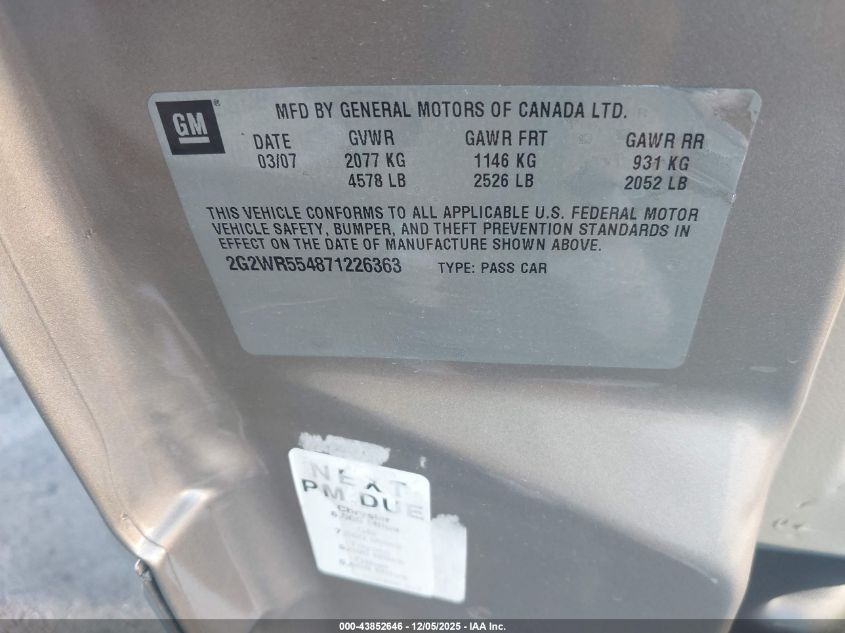 GM
MFD BY GENERAL MOTORS OF CANADA LTD.
DATE GVWR GAWR FRT GAWR RR
03/07 2077 KG 1146 KG 931 KG
4578 LB 2526 LB 2052 LB
THIS VEHICLE CONFORMS TO ALL APPLICABLE U.S. FEDERAL MOTOR
VEHICLE SAFETY, BUMPER, AND THEFT PREVENTION STANDARDS IN
EFFECT ON THE DATE OF MANUFACTURE SHOWN ABOVE.
2G2WR554871226363 TYPE: PASS CAR
NEXT
PM DUE
Chrysler
000-43852646 - 12/05/2025 - IAA Inc.